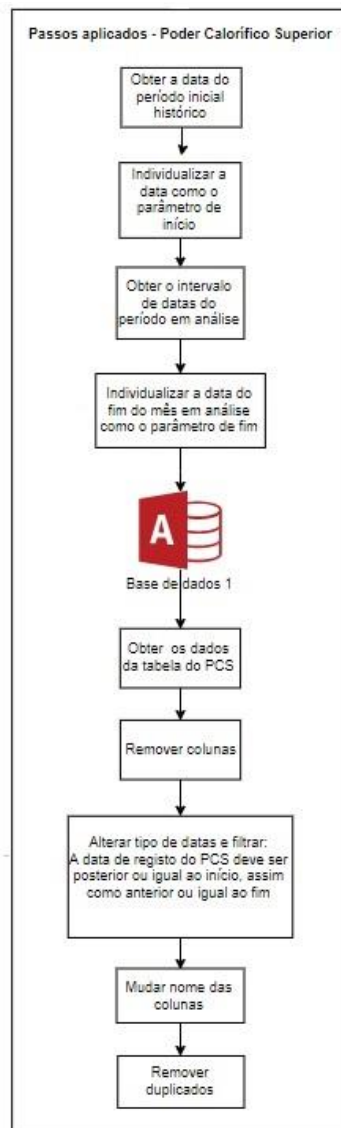 Passos aplicados - Poder Calorífico Superior
Obter a data do
período inicial
histórico
Individualizar a
data como o
parâmetro de
início
Obter o intervalo
de datas do
período em análise
Individualizar a data do
fim do mês em análise
como o parâmetro de fim
A
Base de dados 1
Obter os dados
da tabela do PCS
Remover colunas
Alterar tipo de datas e filtrar:
A data de registo do PCS deve ser
posterior ou igual ao início, assim
como anterior ou igual ao fim
Mudar nome das
colunas
Remover
duplicados